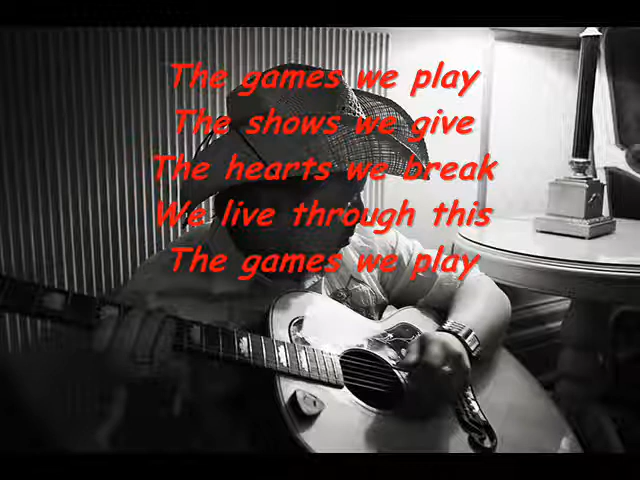 The games we play
The shows we give
The hearts we break
We live through this
The games we play